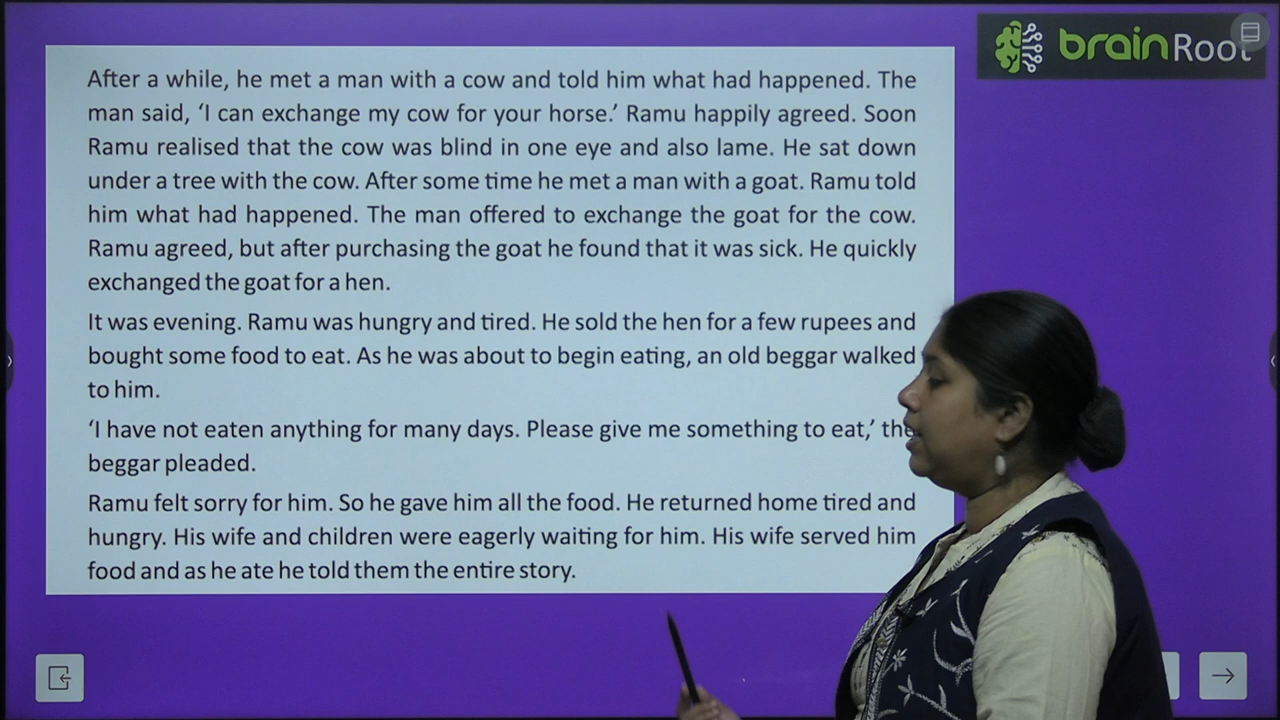 brainRoot
After a while, he met a man with a cow and told him what had happened. The
man said, ‘I can exchange my cow for your horse.’ Ramu happily agreed. Soon
Ramu realised that the cow was blind in one eye and also lame. He sat down
under a tree with the cow. After some time he met a man with a goat. Ramu told
him what had happened. The man offered to exchange the goat for the cow.
Ramu agreed, but after purchasing the goat he found that it was sick. He quickly
exchanged the goat for a hen.
It was evening. Ramu was hungry and tired. He sold the hen for a few rupees and
bought some food to eat. As he was about to begin eating, an old beggar walked
to him.
‘I have not eaten anything for many days. Please give me something to eat,’ the
beggar pleaded.
Ramu felt sorry for him. So he gave him all the food. He returned home tired and
hungry. His wife and children were eagerly waiting for him. His wife served him
food and as he ate he told them the entire story.